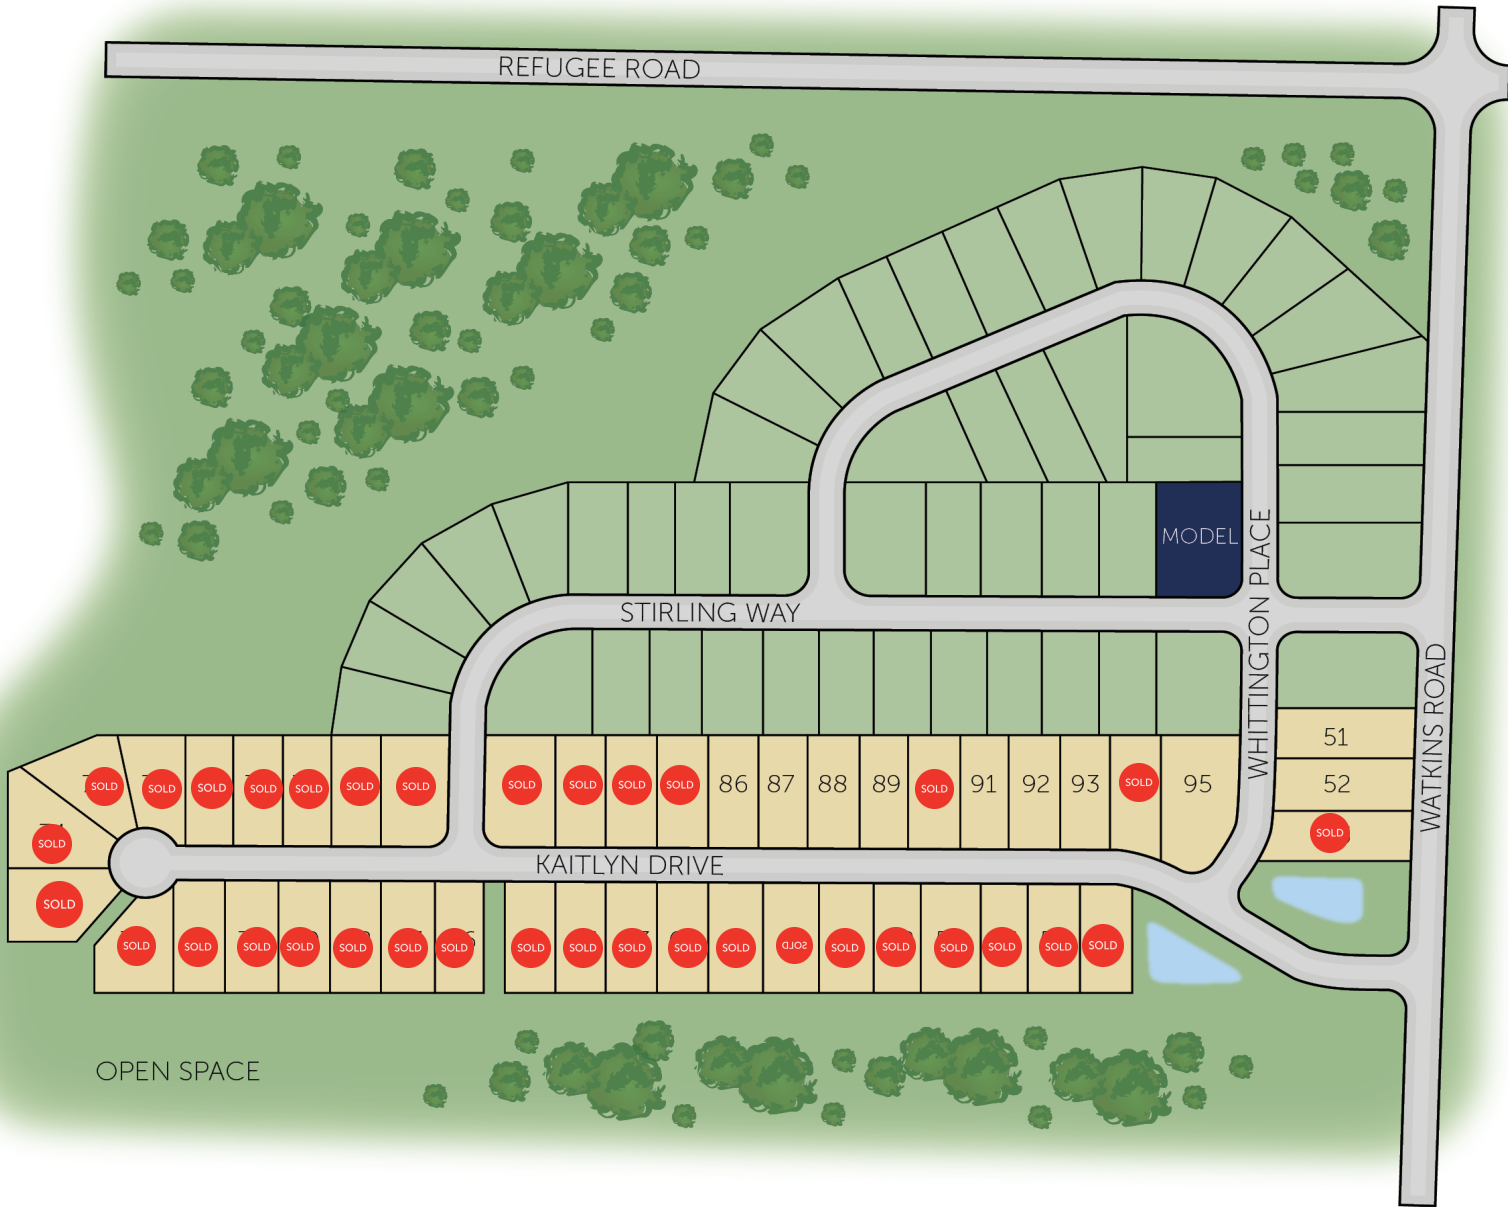 REFUGEE ROAD
MODEL
WHITTINGTON PLACE
STIRLING WAY
WATKINS ROAD
51
52
SOLD
SOLD SOLD SOLD SOLD SOLD SOLD SOLD
SOLD SOLD SOLD SOLD 86 87 88 89 SOLD 91 92 93 SOLD 95
SOLD
KAITLYN DRIVE
SOLD
SOLD SOLD SOLD SOLD SOLD SOLD SOLD
SOLD SOLD SOLD SOLD SOLD SOLD SOLD SOLD SOLD SOLD SOLD SOLD
OPEN SPACE